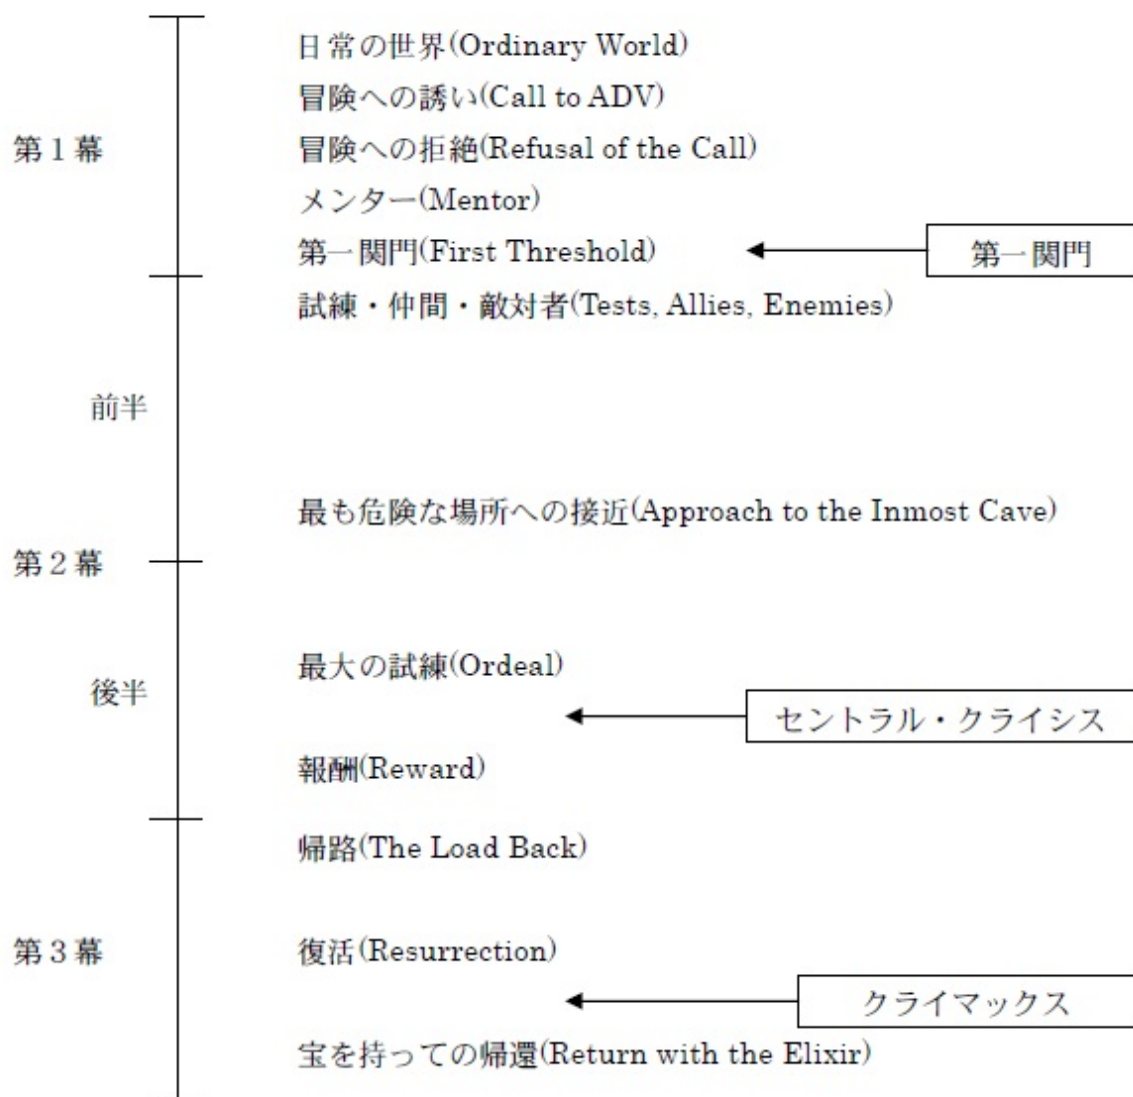 日常の世界(Ordinary World)
冒険への誘い(Call to ADV)
第１幕
冒険への拒絶(Refusal of the Call)
メンター(Mentor)
第一関門(First Threshold)
第一関門
試練・仲間・敵対者(Tests, Allies, Enemies)
前半
最も危険な場所への接近(Approach to the Inmost Cave)
第２幕
最大の試練(Ordeal)
後半
セントラル・クライシス
報酬(Reward)
帰路(The Load Back)
第３幕
復活(Resurrection)
クライマックス
宝を持っての帰還(Return with the Elixir)